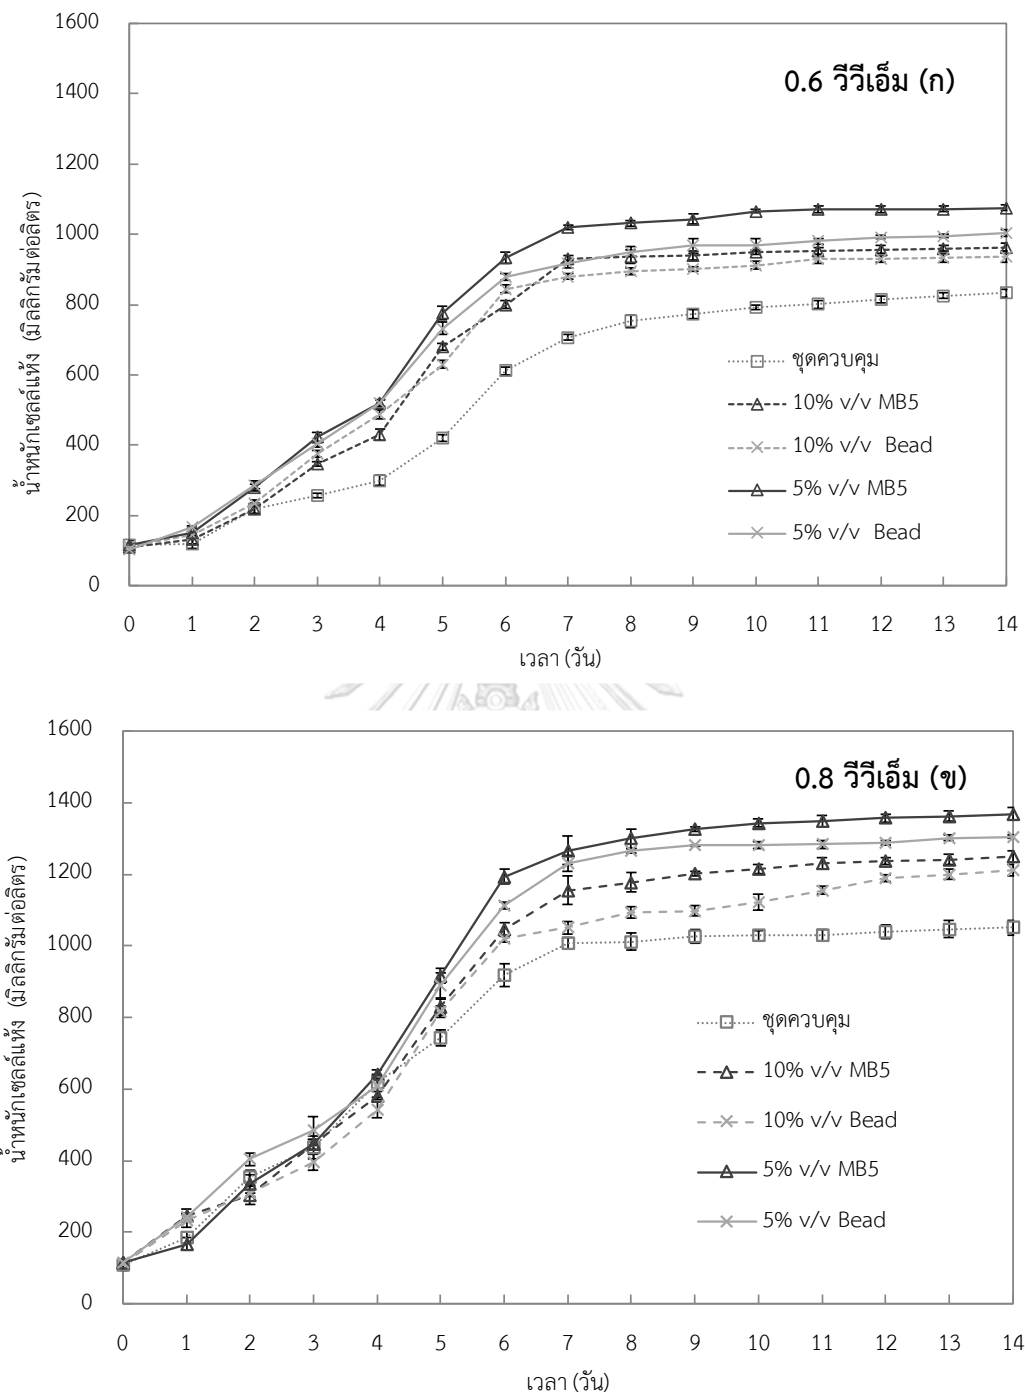 0.6 วีวีเอ็ม (ก)
น้ำหนักเซลล์แห้ง (มิลลิกรัมต่อลิตร)
1600
1400
1200
1000
800
600
400
200
0
ชุดควบคุม
10% v/v MB5
10% v/v Bead
5% v/v MB5
5% v/v Bead
0 1 2 3 4 5 6 7 8 9 10 11 12 13 14
เวลา (วัน)
0.8 วีวีเอ็ม (ข)
น้ำหนักเซลล์แห้ง (มิลลิกรัมต่อลิตร)
1600
1400
1200
1000
800
600
400
200
0
ชุดควบคุม
10% v/v MB5
10% v/v Bead
5% v/v MB5
5% v/v Bead
0 1 2 3 4 5 6 7 8 9 10 11 12 13 14
เวลา (วัน)